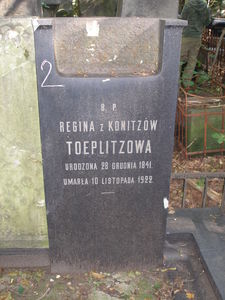 2
B. P.
REGINA z KONITZÓW
TOEPLITZOWA
URODZONA 28 GRUDNIA 1841.
UMARŁA 10 LISTOPADA 1922.